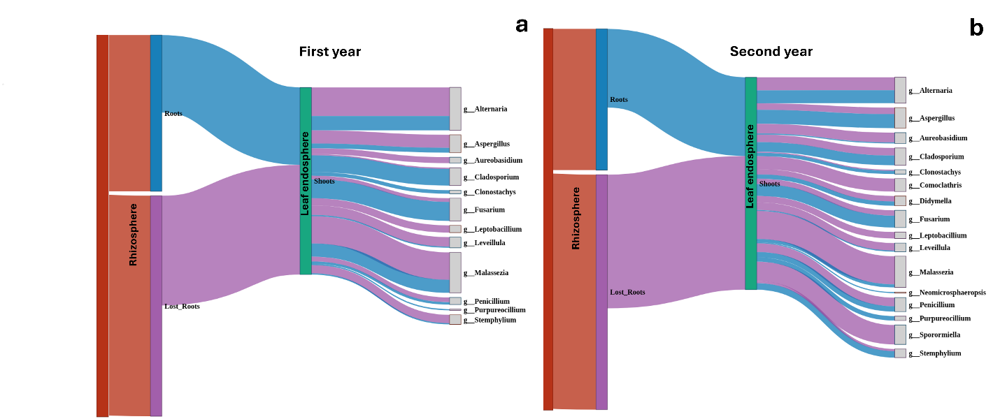 a
First year
Rhizosphere
Roots
Lost_Roots
Leaf endosphere
Shoots
g__Alternaria
g__Aspergillus
g__Aureobasidium
g__Cladosporium
g__Clonostachys
g__Fusarium
g__Leptobacillium
g__Leveillula
g__Malassezia
g__Penicillium
g__Purpureocillium
g__Stemphylium
b
Second year
Rhizosphere
Roots
Lost_Roots
Leaf endosphere
Shoots
g__Alternaria
g__Aspergillus
g__Aureobasidium
g__Cladosporium
g__Clonostachys
g__Comoclathris
g__Didymella
g__Fusarium
g__Leptobacillium
g__Leveillula
g__Malassezia
g__Neomicrosphaeropsis
g__Penicillium
g__Purpureocillium
g__Sporormiella
g__Stemphylium